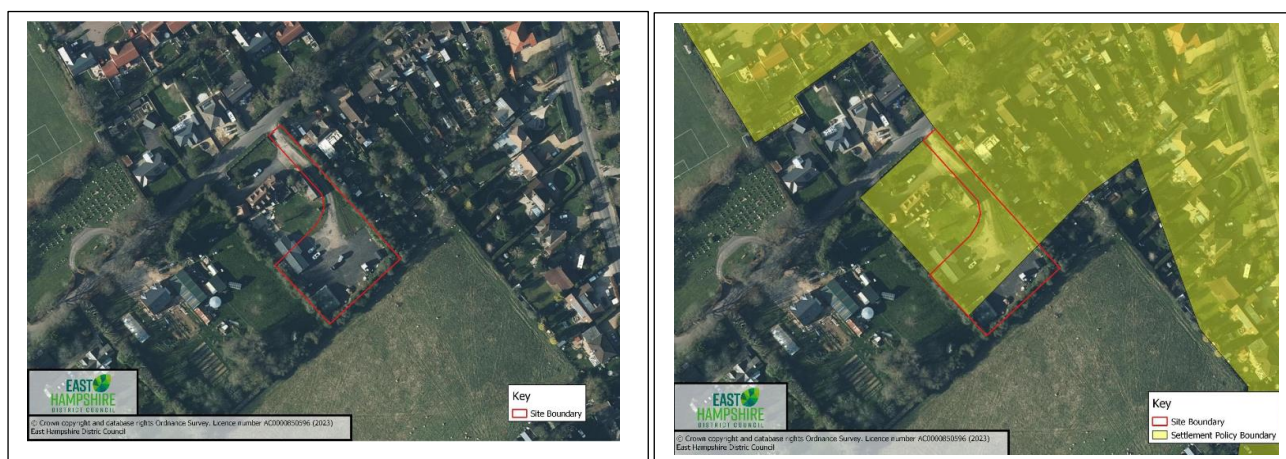 EAST
HAMPSHIRE
DISTRICT COUNCIL
© Crown copyright and database rights Ordnance Survey. Licence number AC0000850596 (2023)
East Hampshire Distric Council
Key
Site Boundary
EAST
HAMPSHIRE
DISTRICT COUNCIL
© Crown copyright and database rights Ordnance Survey. Licence number AC0000850596 (2023)
East Hampshire Distric Council
Key
Site Boundary
Settlement Policy Boundary